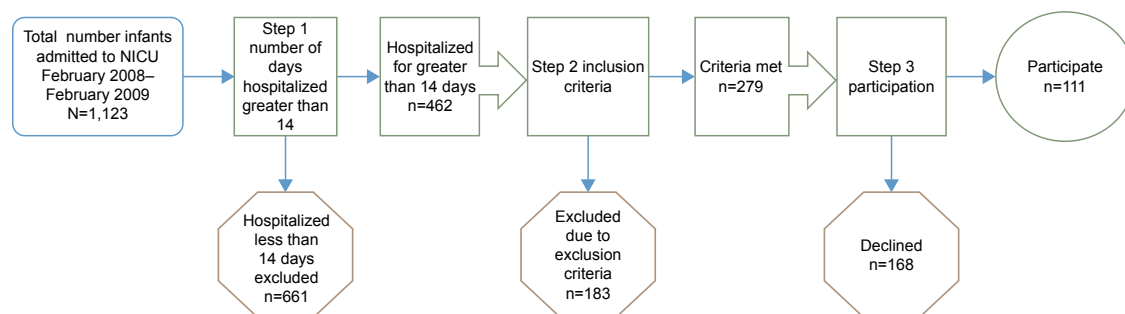 Total number infants
admitted to NICU
February 2008–
February 2009
N=1,123
Step 1
number of
days
hospitalized
greater than
14
Hospitalized
for greater
than 14 days
n=462
Step 2 inclusion
criteria
Criteria met
n=279
Step 3
participation
Participate
n=111
Hospitalized
less than
14 days
excluded
n=661
Excluded
due to
exclusion
criteria
n=183
Declined
n=168